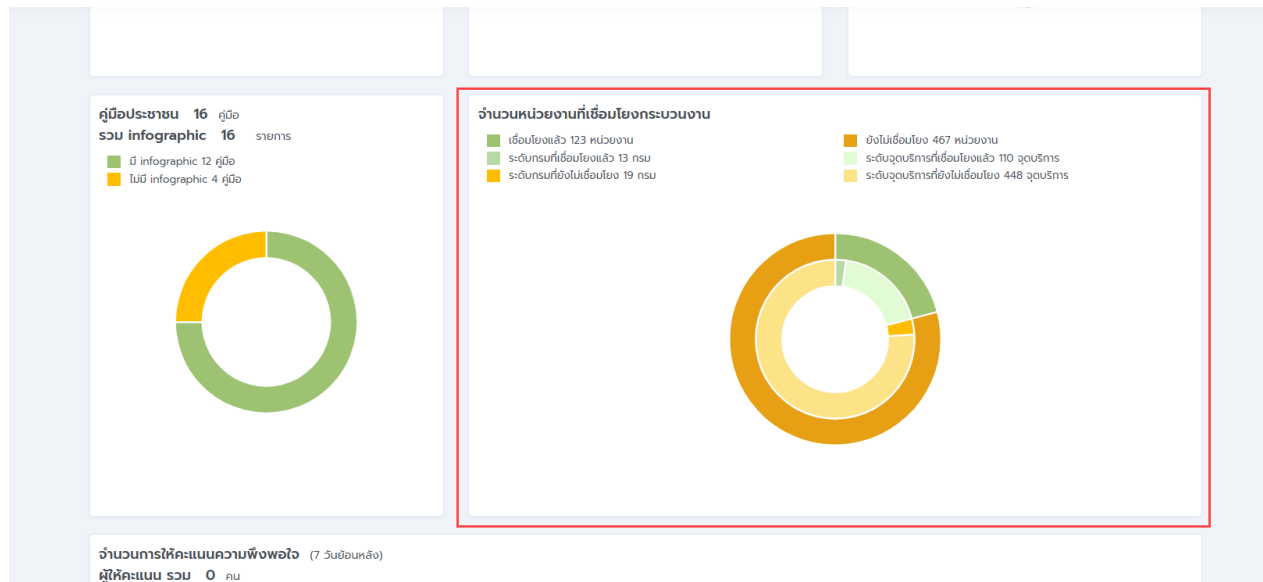 คู่มือประชาชน 16 คู่มือ
รวม infographic 16 รายการ
มี infographic 12 คู่มือ
ไม่มี infographic 4 คู่มือ
จำนวนหน่วยงานที่เชื่อมโยงกระบวนงาน
เชื่อมโยงแล้ว 123 หน่วยงาน
ระดับกรมที่เชื่อมโยงแล้ว 13 กรม
ระดับกรมที่ยังไม่เชื่อมโยง 19 กรม
ยังไม่เชื่อมโยง 467 หน่วยงาน
ระดับจุดบริการที่เชื่อมโยงแล้ว 110 จุดบริการ
ระดับจุดบริการที่ยังไม่เชื่อมโยง 448 จุดบริการ
จำนวนการให้คะแนนความพึงพอใจ (7 วันย้อนหลัง)
ผู้ให้คะแนน รวม 0 คน